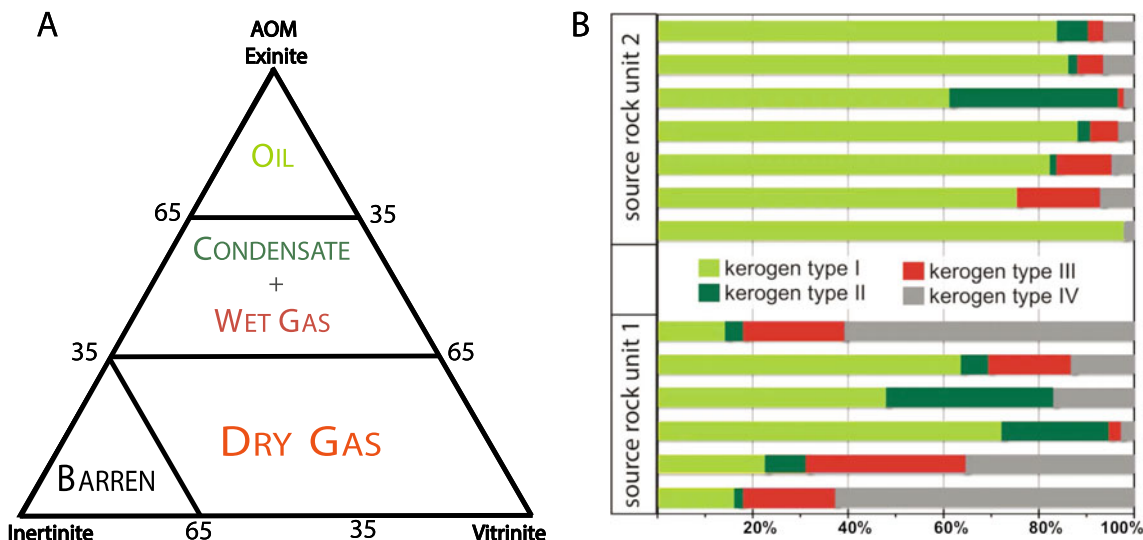 A
AOM
Exinite
OIL
65
35
CONDENSATE
+
WET GAS
35
65
DRY GAS
BARREN
Inertinite
65
35
Vitrinite
B
source rock unit 2
kerogen type I
kerogen type II
kerogen type III
kerogen type IV
source rock unit 1
20%
40%
60%
80%
100%